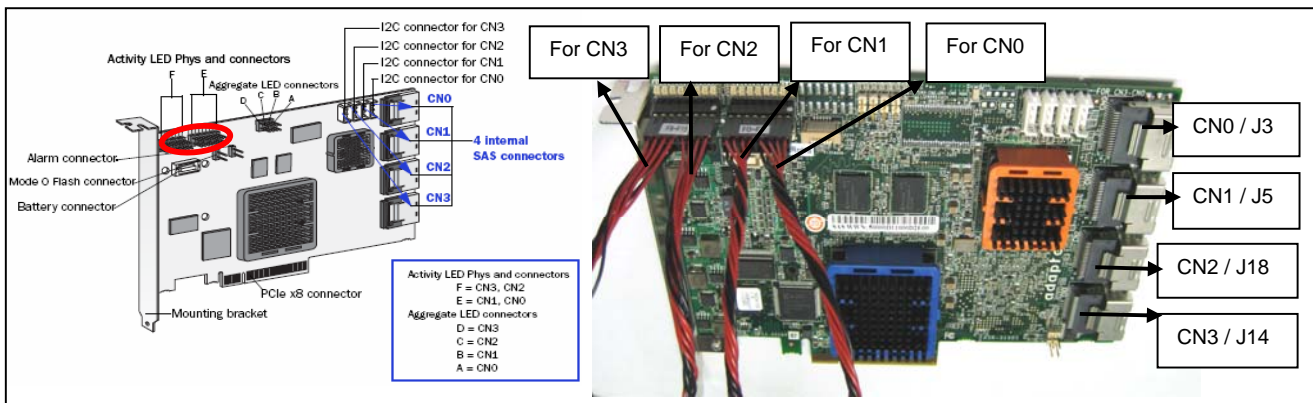 I2C connector for CN3
I2C connector for CN2
I2C connector for CN1
I2C connector for CN0
Activity LED Phys and connectors
F
E
Aggregate LED connectors
D
C
B
A
CN0
CN1
CN2
CN3
4 internal
SAS connectors
Alarm connector
Mode 0 Flash connector
Battery connector
PCIe x8 connector
Mounting bracket
Activity LED Phys and connectors
F = CN3, CN2
E = CN1, CN0
Aggregate LED connectors
D = CN3
C = CN2
B = CN1
A = CN0
For CN3
For CN2
For CN1
For CN0
CN0 / J3
CN1 / J5
CN2 / J18
CN3 / J14